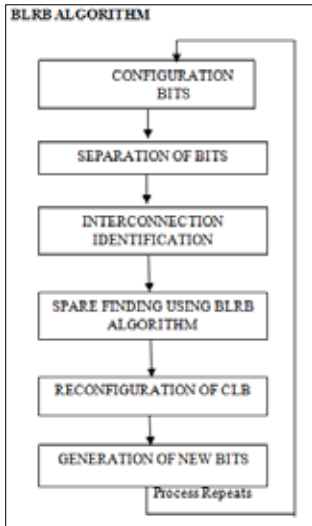 BLRB ALGORITHM
CONFIGURATION
BITS
SEPARATION OF BITS
INTERCONNECTION
IDENTIFICATION
SPARE FINDING USING BLRB
ALGORITHM
RECONFIGURATION OF CLB
GENERATION OF NEW BITS
Process Repeats